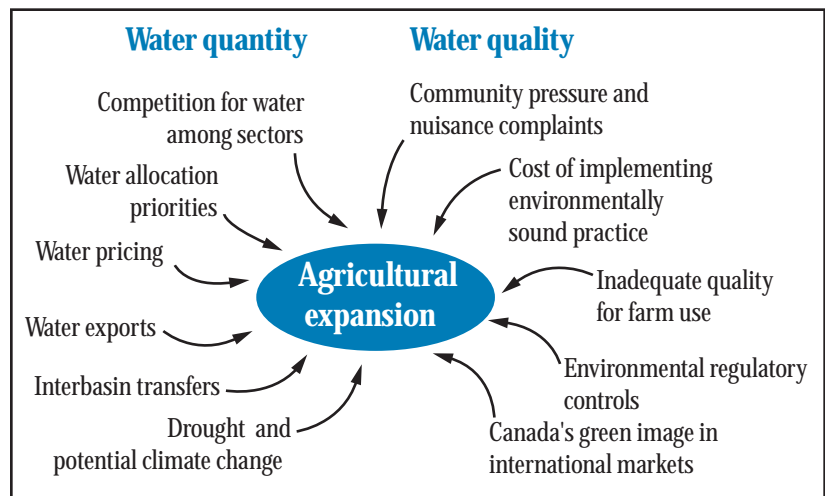 Water quantity
Water quality
Competition for water
among sectors
Water allocation
priorities
Water pricing
Water exports
Interbasin transfers
Drought and
potential climate change
Agricultural
expansion
Community pressure and
nuisance complaints
Cost of implementing
environmentally
sound practice
Inadequate quality
for farm use
Environmental regulatory
controls
Canada's green image in
international markets